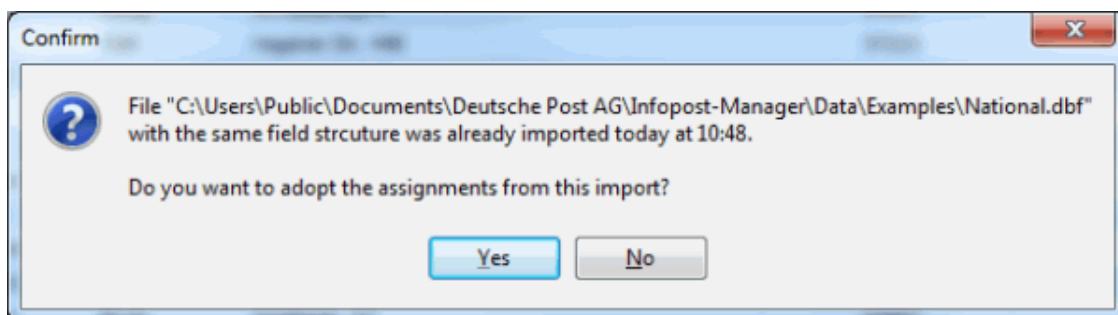 Confirm
File "C:\Users\Public\Documents\Deutsche Post AG\Infopost-Manager\Data\Examples\National.dbf"
with the same field strcuture was already imported today at 10:48.
Do you want to adopt the assignments from this import?
Yes No